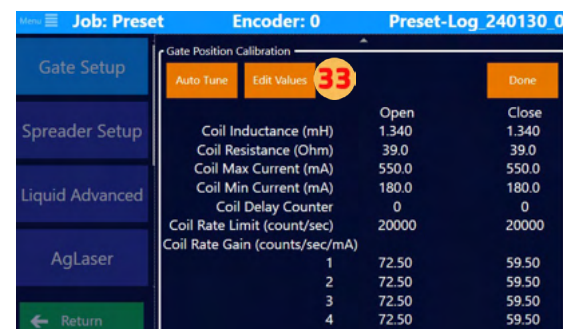 Menu Job: Preset Encoder: 0 Preset-Log_240130_0
Gate Setup
Spreader Setup
Liquid Advanced
AgLaser
Return
Gate Position Calibration
Auto Tune Edit Values 33 Done
Open Close
Coil Inductance (mH) 1.340 1.340
Coil Resistance (Ohm) 39.0 39.0
Coil Max Current (mA) 550.0 550.0
Coil Min Current (mA) 180.0 180.0
Coil Delay Counter 0 0
Coil Rate Limit (count/sec) 20000 20000
Coil Rate Gain (counts/sec/mA)
1 72.50 59.50
2 72.50 59.50
3 72.50 59.50
4 72.50 59.50